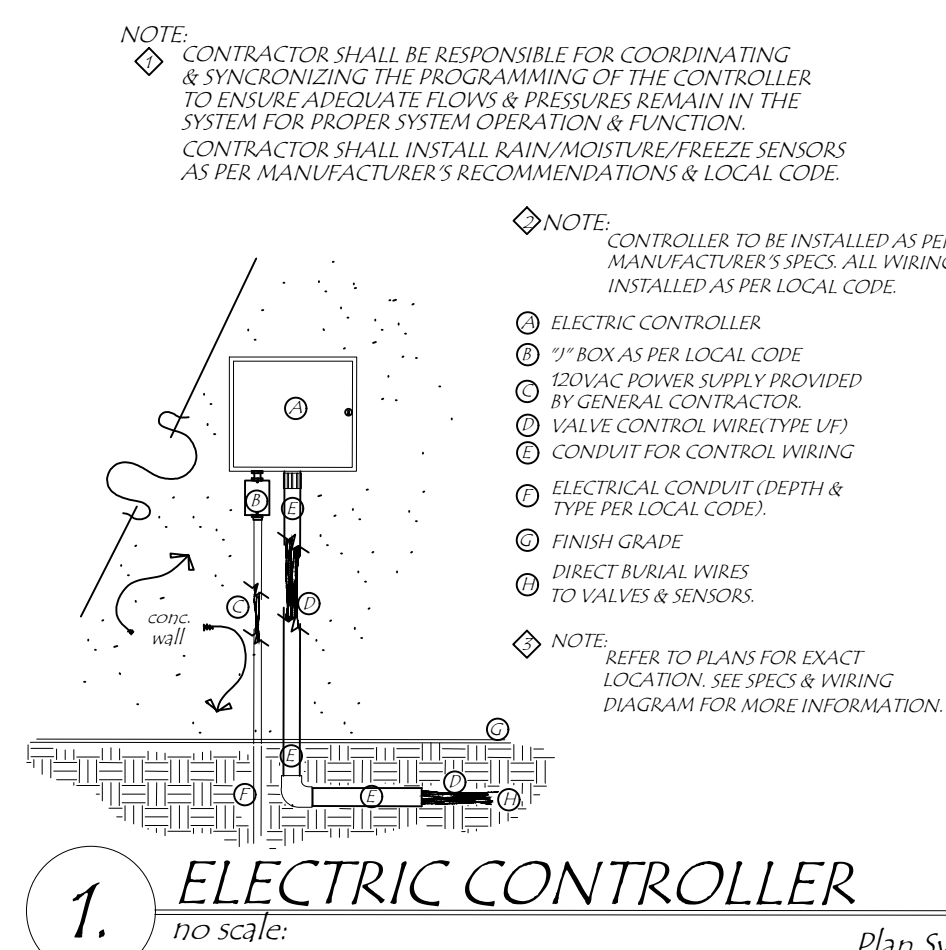 NOTE:
1 CONTRACTOR SHALL BE RESPONSIBLE FOR COORDINATING
& SYNCRONIZING THE PROGRAMMING OF THE CONTROLLER
TO ENSURE ADEQUATE FLOWS & PRESSURES REMAIN IN THE
SYSTEM FOR PROPER SYSTEM OPERATION & FUNCTION.
CONTRACTOR SHALL INSTALL RAIN/MOISTURE/FREEZE SENSORS
AS PER MANUFACTURER'S RECOMMENDATIONS & LOCAL CODE.
2 NOTE:
CONTROLLER TO BE INSTALLED AS PER
MANUFACTURER'S SPECS. ALL WIRING
INSTALLED AS PER LOCAL CODE.
A ELECTRIC CONTROLLER
B "J" BOX AS PER LOCAL CODE
C 120VAC POWER SUPPLY PROVIDED
BY GENERAL CONTRACTOR.
D VALVE CONTROL WIRE(TYPE UF)
E CONDUIT FOR CONTROL WIRING
F ELECTRICAL CONDUIT (DEPTH &
TYPE PER LOCAL CODE).
G FINISH GRADE
H DIRECT BURIAL WIRES
TO VALVES & SENSORS.
3 NOTE:
REFER TO PLANS FOR EXACT
LOCATION. SEE SPECS & WIRING
DIAGRAM FOR MORE INFORMATION.
A
B
E
C
D
conc.
wall
G
E
D
F
E
H
1.
ELECTRIC CONTROLLER
no scale:
Plan Sy